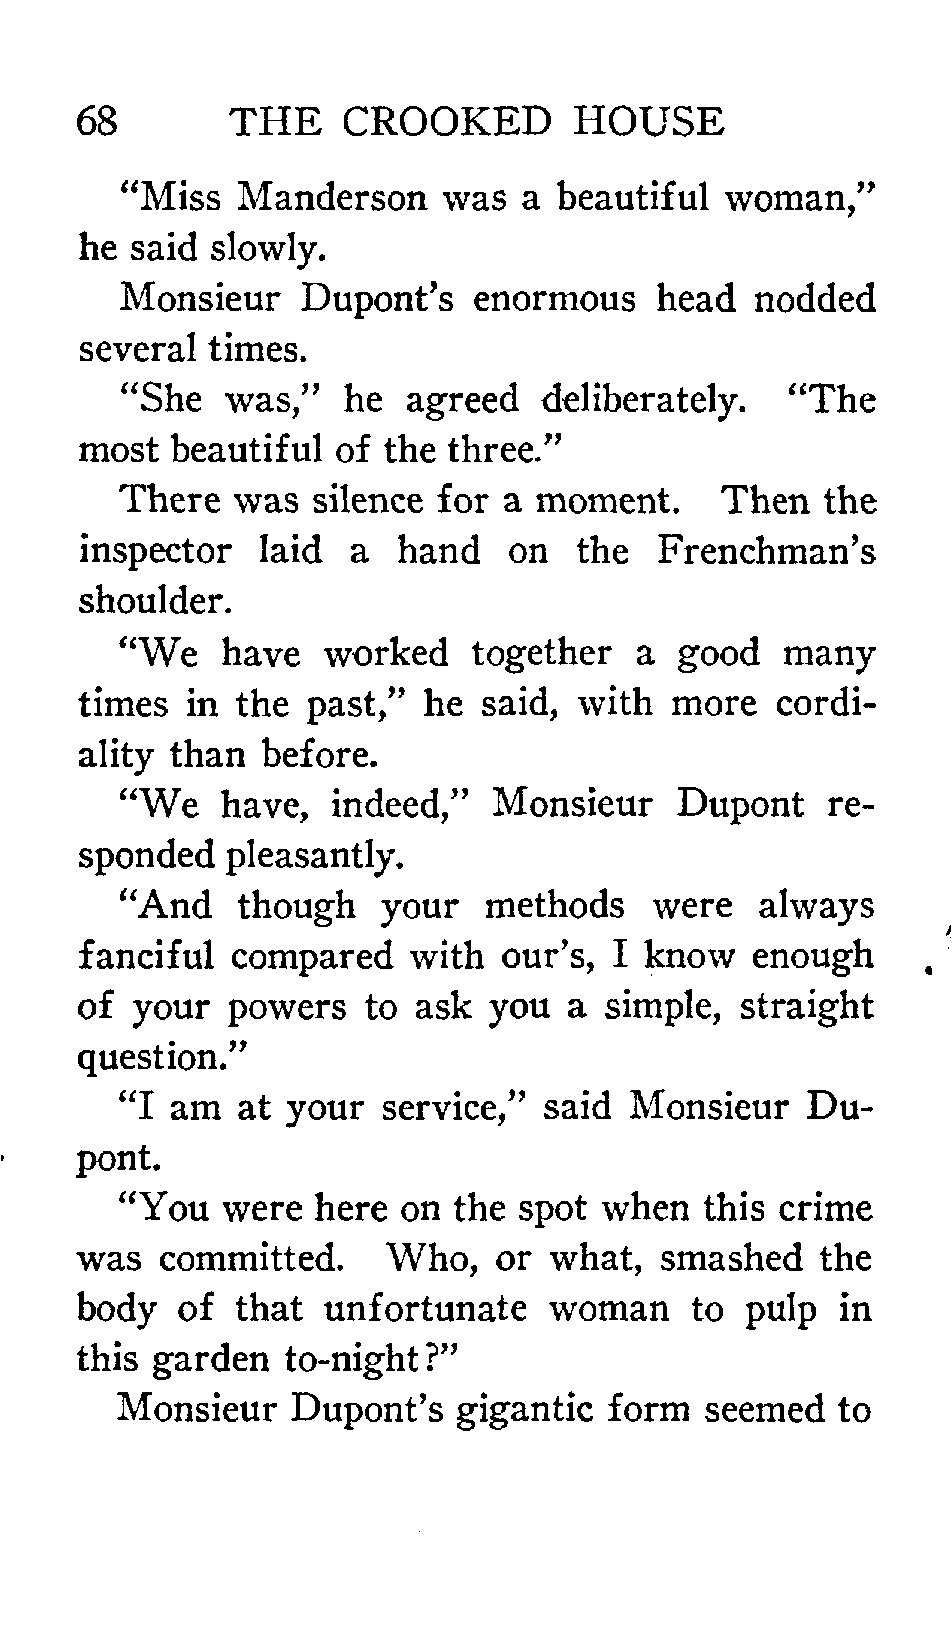 68 THE CROOKED HOUSE
“Miss Manderson was a beautiful woman,”
he said slowly.
Monsieur Dupont’s enormous head nodded
several times.
“She was,” he agreed deliberately. “The
most beautiful of the three.”
There was silence for a moment. Then the
inspector laid a hand on the Frenchman’s
shoulder.
“We have worked together a good many
times in the past,” he said, with more cordi-
ality than before.
“We have, indeed,” Monsieur Dupont re-
sponded pleasantly.
“And though your methods were always
fanciful compared with our’s, I know enough
of your powers to ask you a simple, straight
question.”
“I am at your service,” said Monsieur Du-
pont.
“You were here on the spot when this crime
was committed. Who, or what, smashed the
body of that unfortunate woman to pulp in
this garden to-night?”
Monsieur Dupont’s gigantic form seemed to